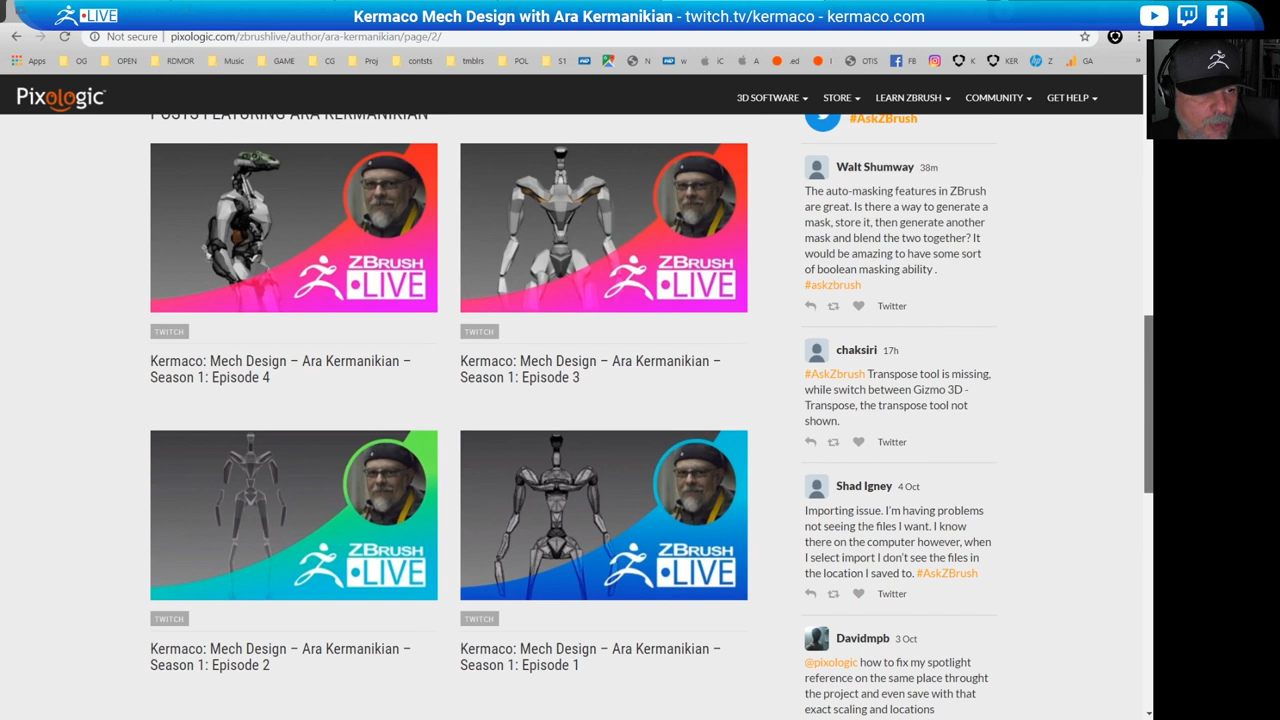 LIVE
Kermaco Mech Design with Ara Kermanikian - twitch.tv/kermaco - kermaco.com
Not secure | pixologic.com/zbrushlive/author/ara-kermanikian/page/2/
Apps OG OPEN RDMOR Music GAME CG Proj contsts tmblrs POL S1 N w iC A .ed I OTIS FB K KER Z GA »
Pixologic
3D SOFTWARE STORE LEARN ZBRUSH COMMUNITY GET HELP
POSTS FEATURING ARA KERMANIKIAN
#AskZBrush
ZBRUSH
LIVE
ZBRUSH
LIVE
TWITCH
TWITCH
Kermaco: Mech Design – Ara Kermanikian –
Season 1: Episode 4
Kermaco: Mech Design – Ara Kermanikian –
Season 1: Episode 3
ZBRUSH
LIVE
ZBRUSH
LIVE
TWITCH
TWITCH
Kermaco: Mech Design – Ara Kermanikian –
Season 1: Episode 2
Kermaco: Mech Design – Ara Kermanikian –
Season 1: Episode 1
Walt Shumway 38m
The auto-masking features in ZBrush
are great. Is there a way to generate a
mask, store it, then generate another
mask and blend the two together? It
would be amazing to have some sort
of boolean masking ability .
#askzbrush
Twitter
chaksiri 17h
#AskZbrush Transpose tool is missing,
while switch between Gizmo 3D -
Transpose, the transpose tool not
shown.
Twitter
Shad Igney 4 Oct
Importing issue. I'm having problems
not seeing the files I want. I know
there on the computer however, when
I select import I don't see the files in
the location I saved to. #AskZBrush
Twitter
Davidmpb 3 Oct
@pixologic how to fix my spotlight
reference on the same place throught
the project and even save with that
exact scaling and locations